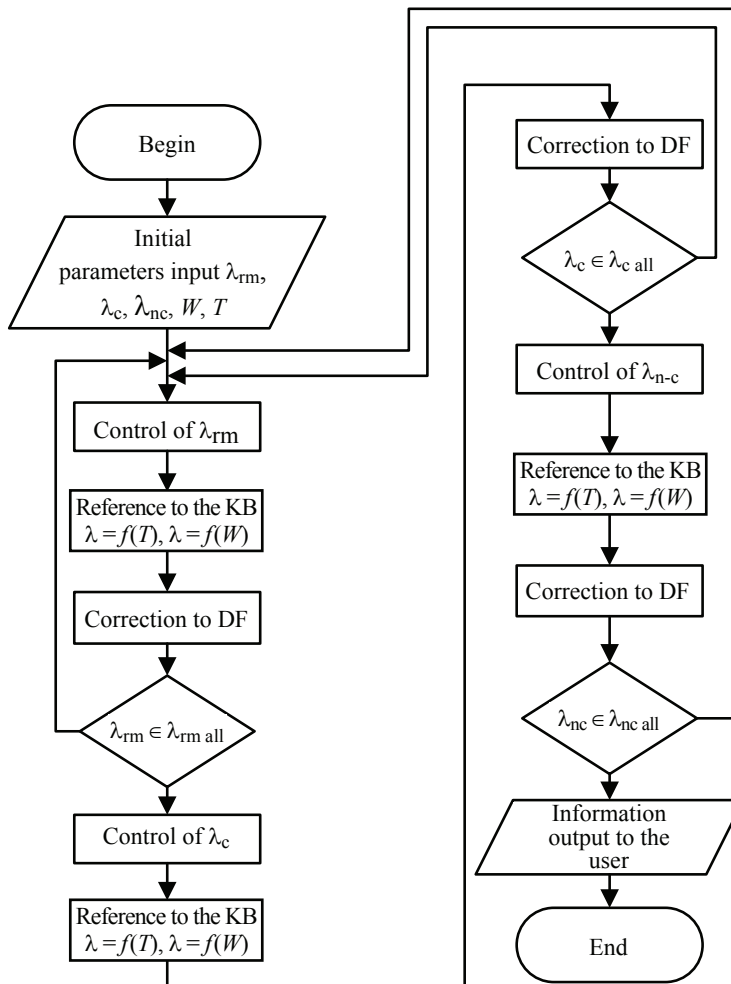 Begin
Initial
parameters input λrm,
λc, λnc, W, T
Control of λrm
Reference to the KB
λ = f(T), λ = f(W)
Correction to DF
λrm ∈ λrm all
Control of λc
Reference to the KB
λ = f(T), λ = f(W)
Correction to DF
λc ∈ λc all
Control of λn-c
Reference to the KB
λ = f(T), λ = f(W)
Correction to DF
λnc ∈ λnc all
Information
output to the
user
End